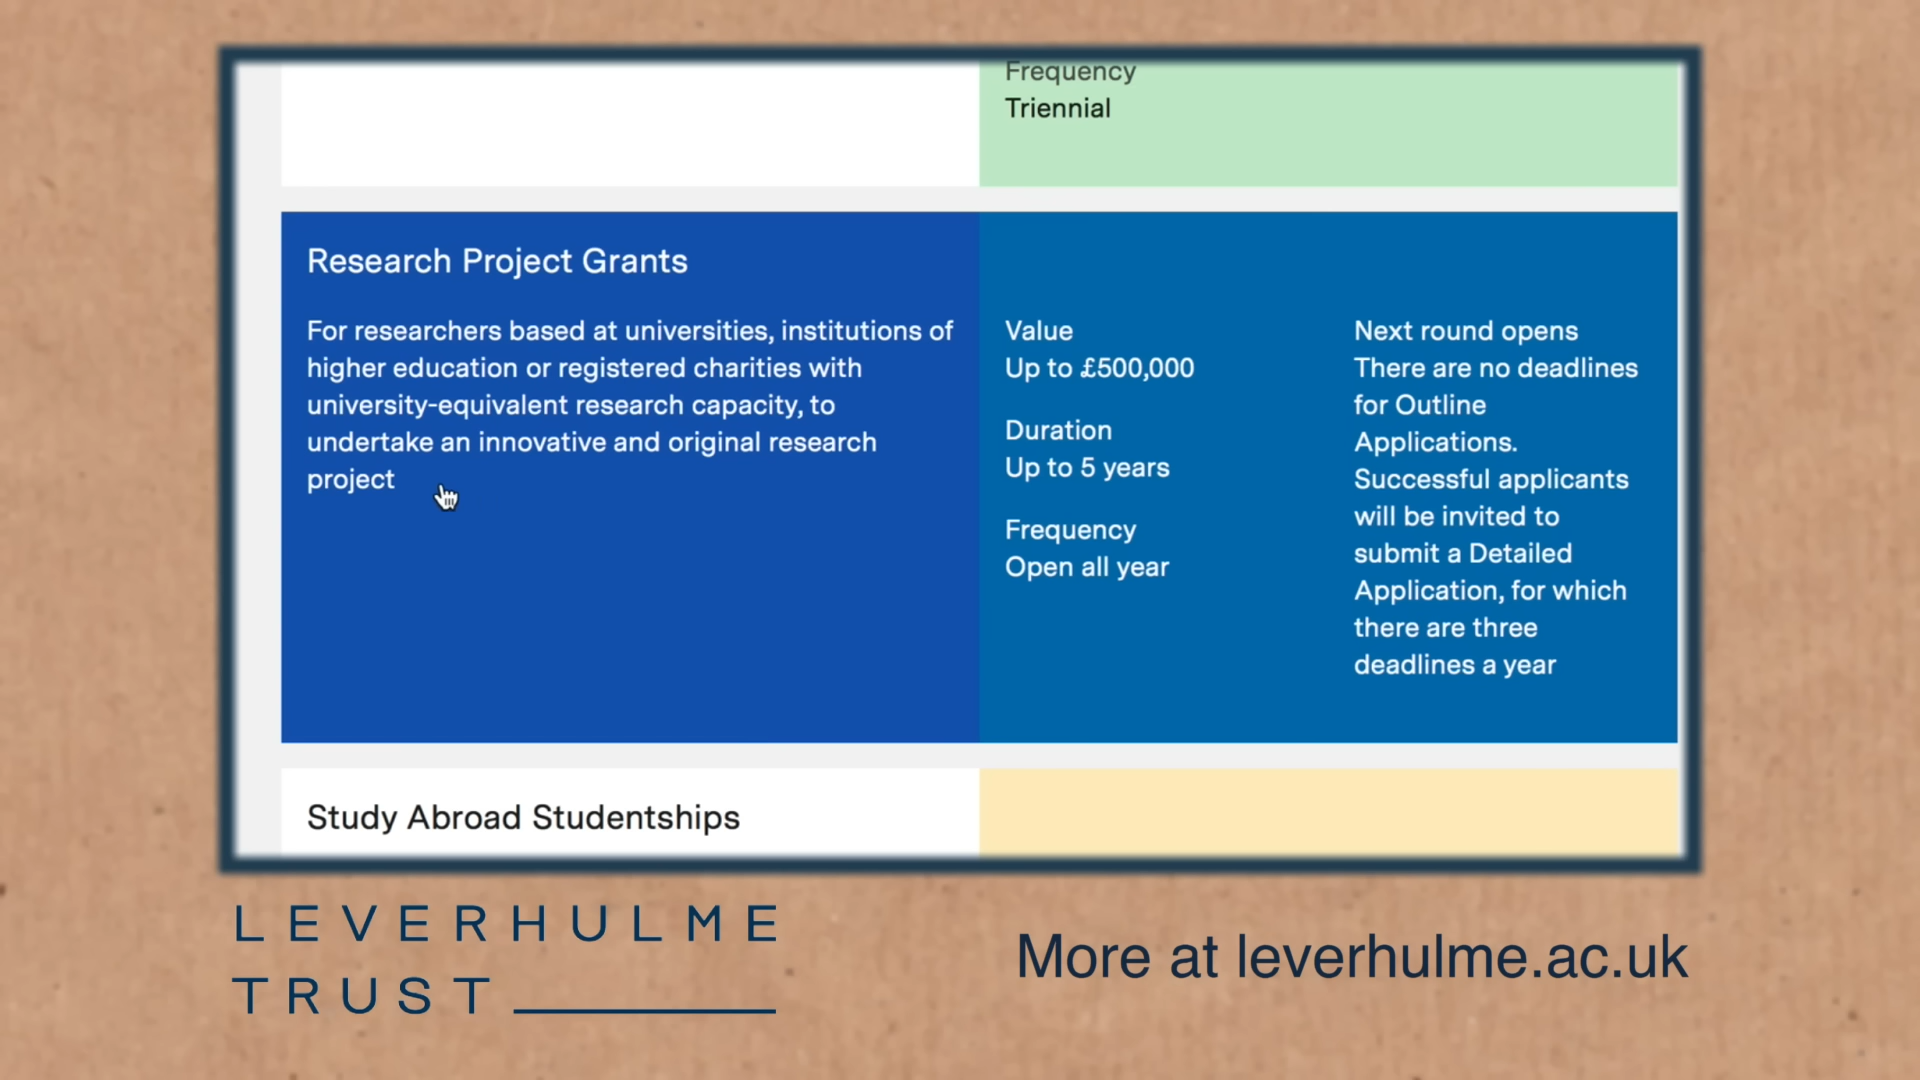 Frequency
Triennial
Research Project Grants
For researchers based at universities, institutions of
higher education or registered charities with
university-equivalent research capacity, to
undertake an innovative and original research
project
Value
Up to £500,000
Duration
Up to 5 years
Frequency
Open all year
Next round opens
There are no deadlines
for Outline
Applications.
Successful applicants
will be invited to
submit a Detailed
Application, for which
there are three
deadlines a year
Study Abroad Studentships
LEVERHULME
TRUST
More at leverhulme.ac.uk